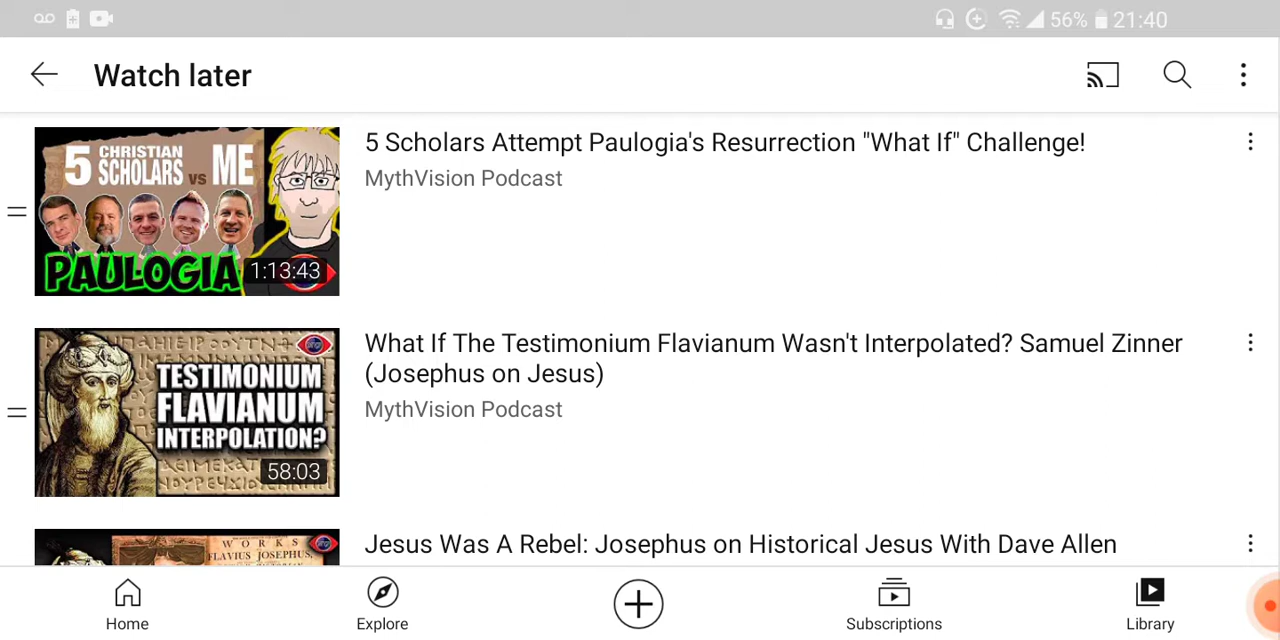 56% 21:40
Watch later
5 CHRISTIAN SCHOLARS vs ME
PAULOGIA
1:13:43
5 Scholars Attempt Paulogia's Resurrection "What If" Challenge!
MythVision Podcast
TESTIMONIUM
FLAVIANUM
INTERPOLATION?
58:03
What If The Testimonium Flavianum Wasn't Interpolated? Samuel Zinner
(Josephus on Jesus)
MythVision Podcast
WORKS
FLAVIUS JOSEPHUS,
Jesus Was A Rebel: Josephus on Historical Jesus With Dave Allen
Home
Explore
Subscriptions
Library